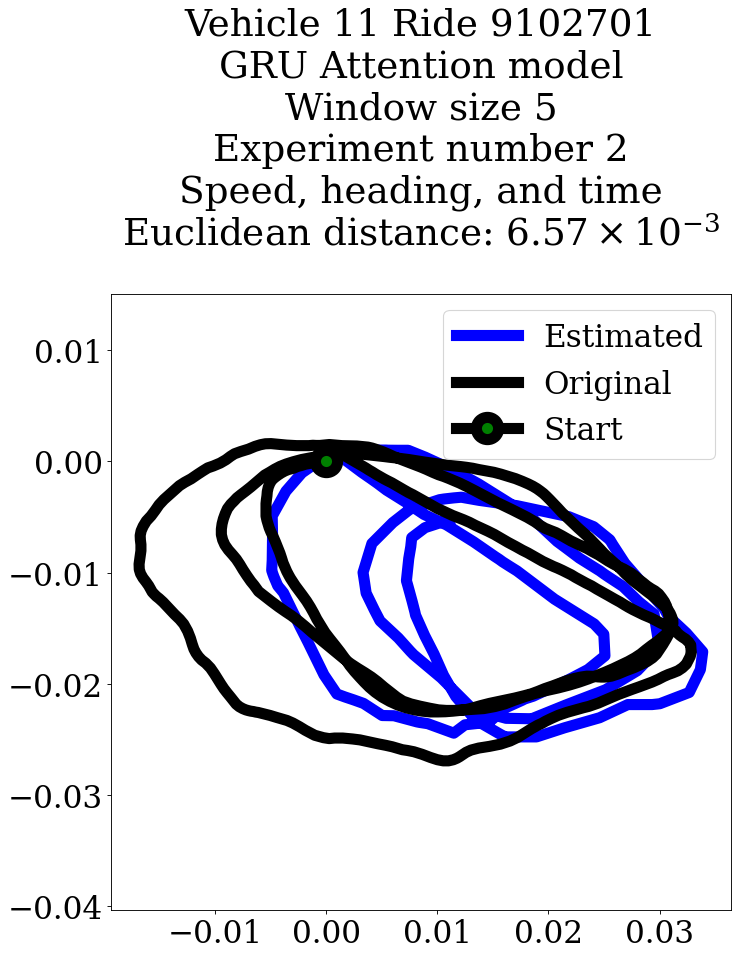 Vehicle 11 Ride 9102701
GRU Attention model
Window size 5
Experiment number 2
Speed, heading, and time
Euclidean distance: 6.57 × 10⁻³
Estimated
Original
Start
0.01
0.00
−0.01
−0.02
−0.03
−0.04
−0.01 0.00 0.01 0.02 0.03